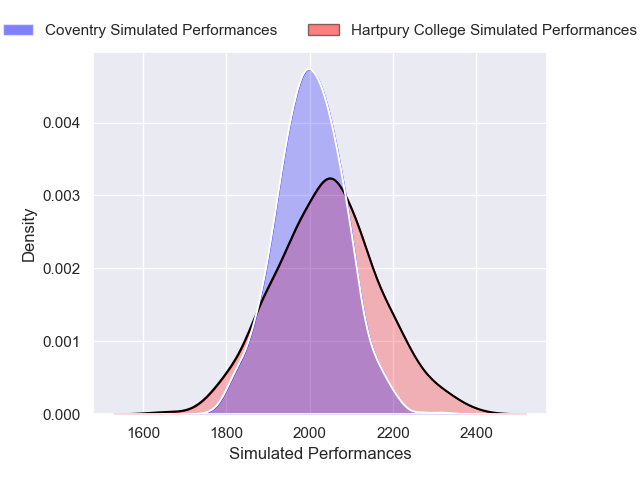 Coventry Simulated Performances Hartpury College Simulated Performances
0.004
0.003
0.002
0.001
0.000
Density
1600 1800 2000 2200 2400
Simulated Performances